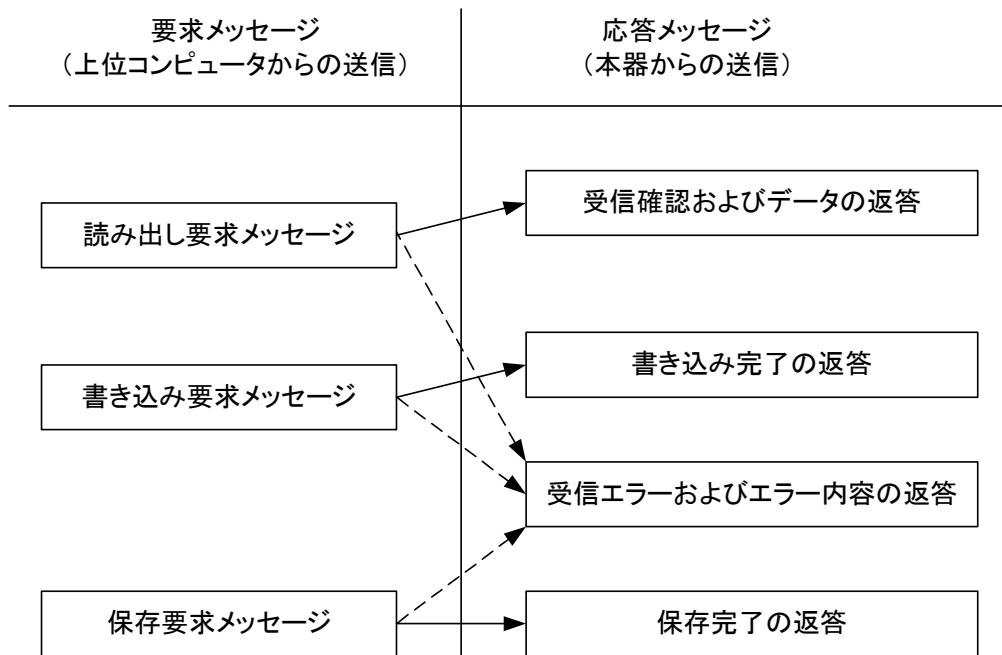 要求メッセージ
（上位コンピュータからの送信）
応答メッセージ
（本器からの送信）
読み出し要求メッセージ
受信確認およびデータの返答
書き込み要求メッセージ
書き込み完了の返答
受信エラーおよびエラー内容の返答
保存要求メッセージ
保存完了の返答